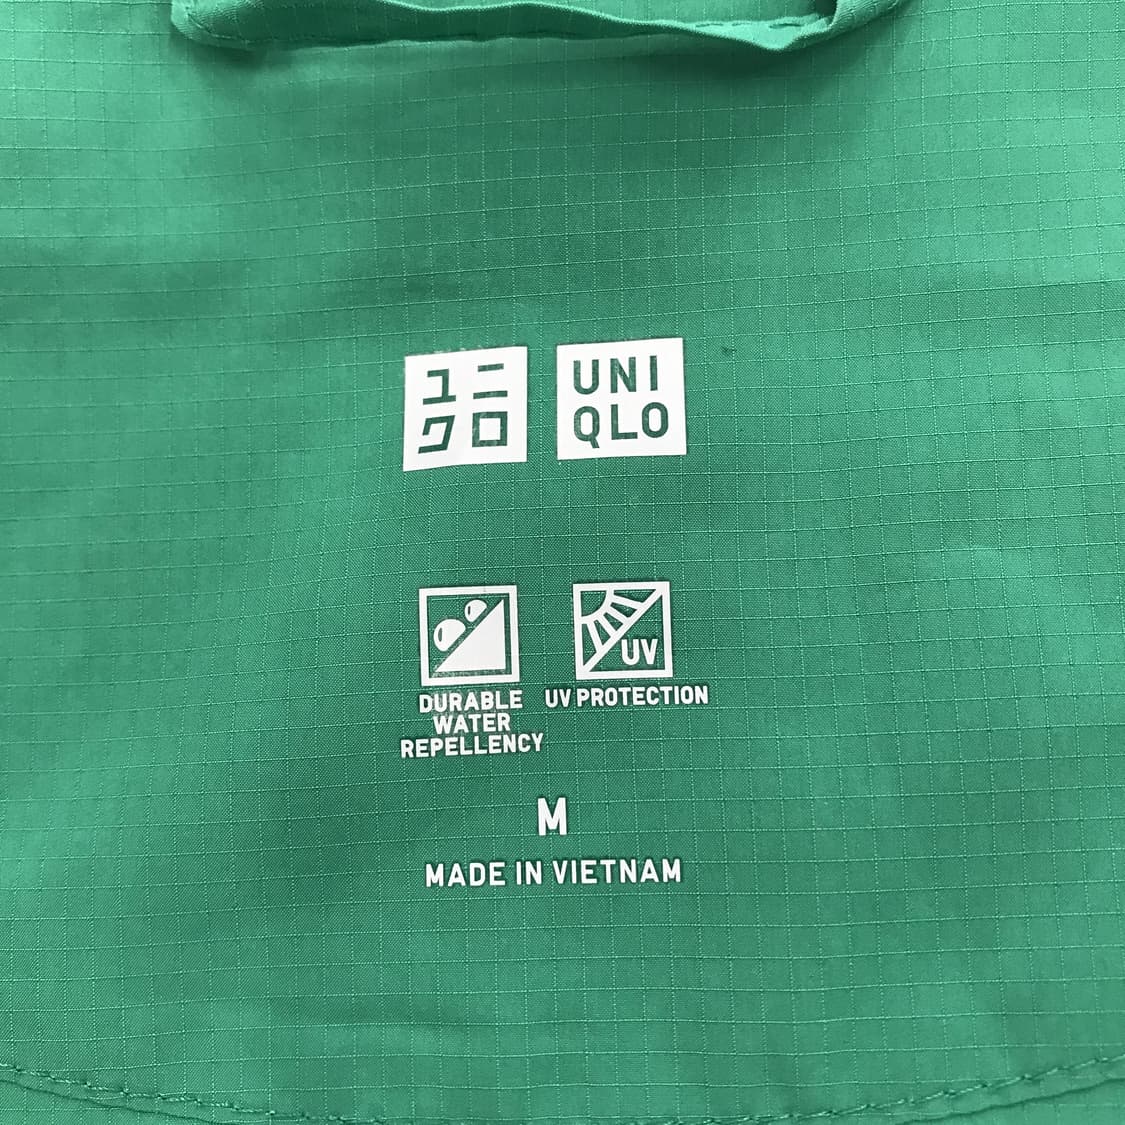 ユニ
クロ
UNI
QLO
UV
DURABLE
WATER
REPELLENCY
UV PROTECTION
M
MADE IN VIETNAM